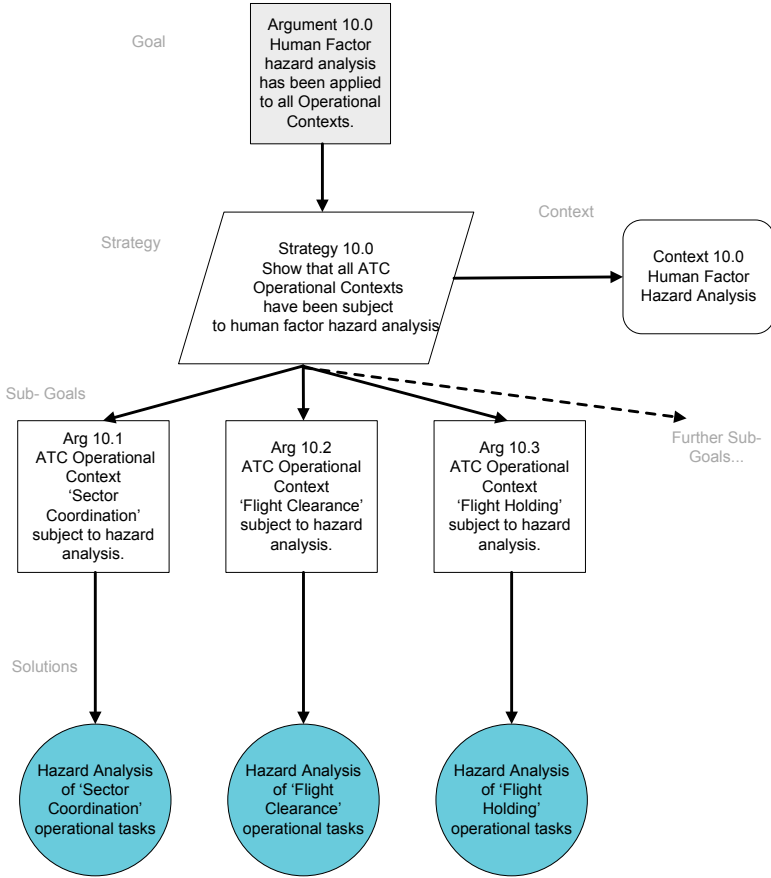 Goal
Argument 10.0
Human Factor
hazard analysis
has been applied
to all Operational
Contexts.
Context
Strategy
Strategy 10.0
Show that all ATC
Operational Contexts
have been subject
to human factor hazard analysis
Context 10.0
Human Factor
Hazard Analysis
Sub- Goals
Arg 10.1
ATC Operational
Context
‘Sector
Coordination’
subject to hazard
analysis.
Arg 10.2
ATC Operational
Context
‘Flight Clearance’
subject to hazard
analysis.
Arg 10.3
ATC Operational
Context
‘Flight Holding’
subject to hazard
analysis.
Further Sub-
Goals...
Solutions
Hazard Analysis
of ‘Sector
Coordination’
operational tasks
Hazard Analysis
of ‘Flight
Clearance’
operational tasks
Hazard Analysis
of ‘Flight
Holding’
operational tasks